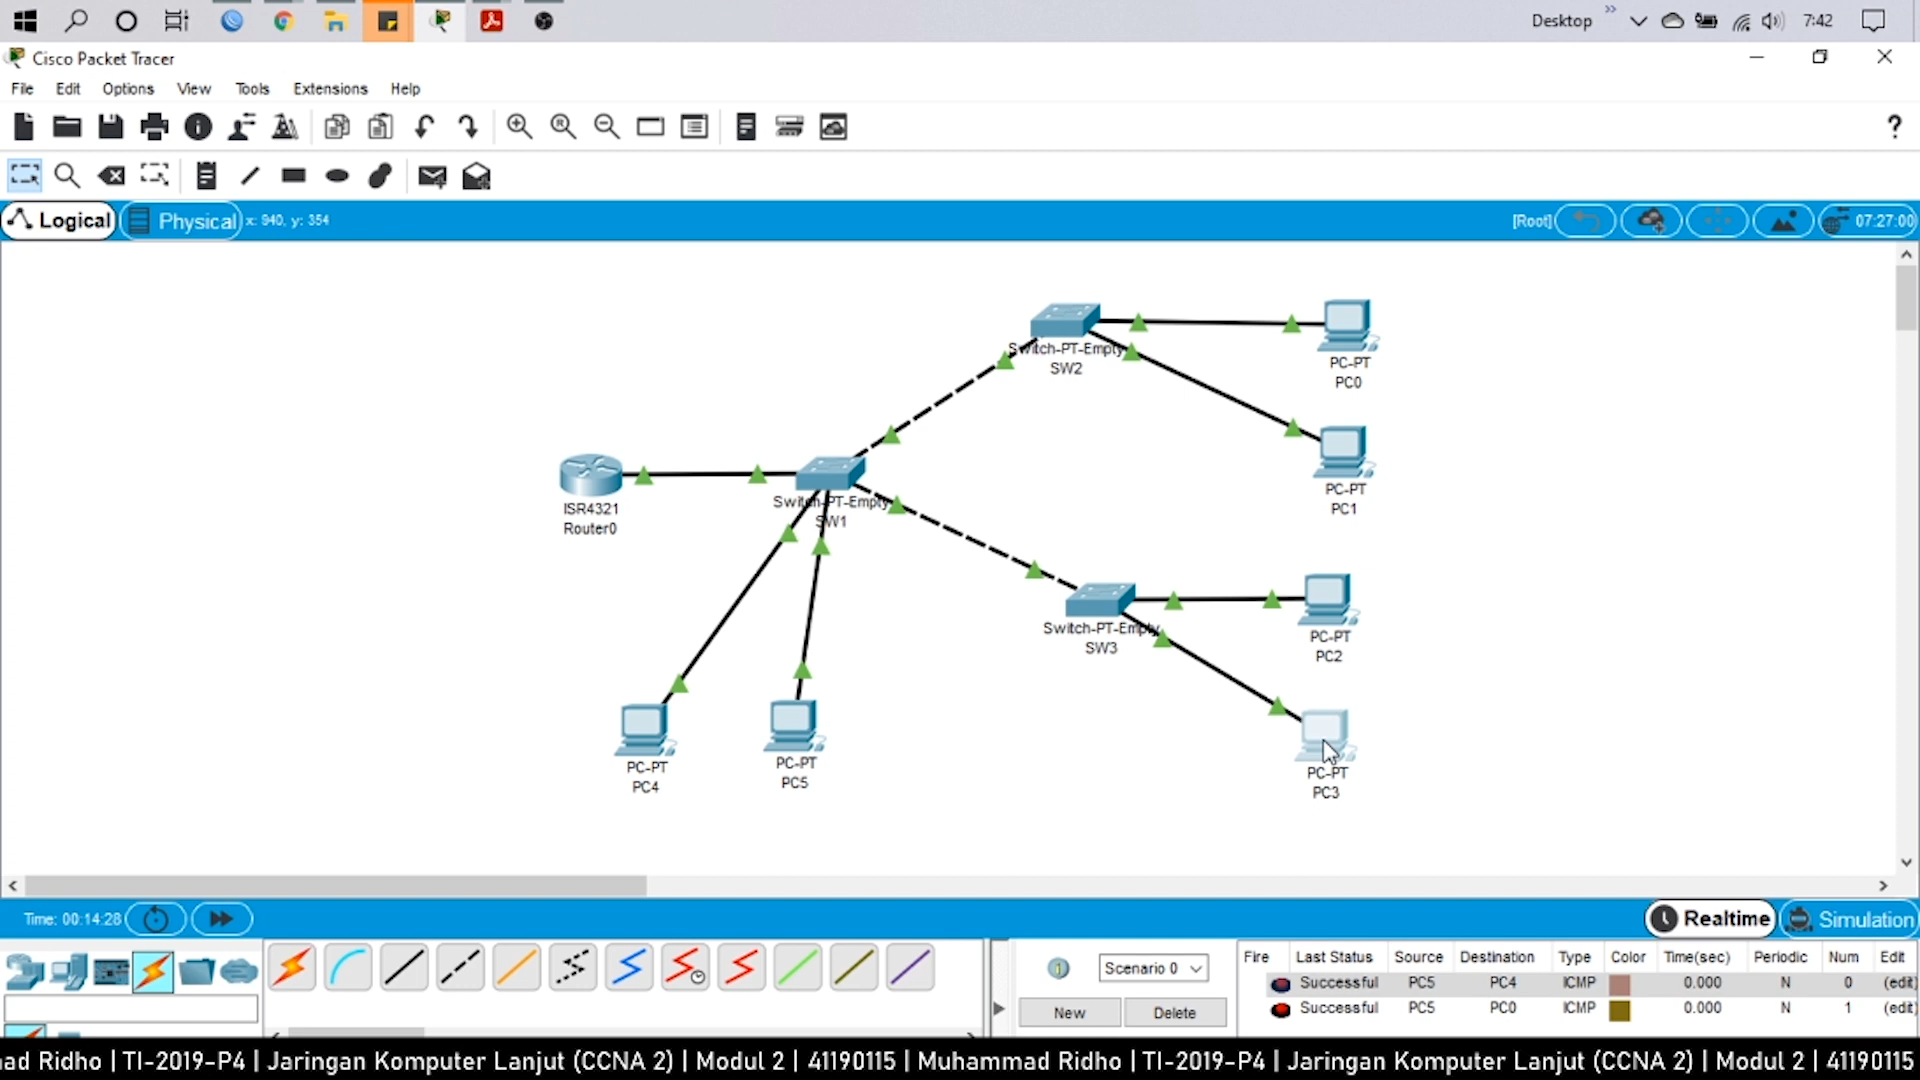 Desktop
7:42
Cisco Packet Tracer
File Edit Options View Tools Extensions Help
Logical Physical x: 940, y: 354 [Root] 07:27:00
Switch-PT-Empty
SW2
PC-PT
PC0
PC-PT
PC1
ISR4321
Router0
Switch-PT-Empty
SW1
Switch-PT-Empty
SW3
PC-PT
PC2
PC-PT
PC4
PC-PT
PC5
PC-PT
PC3
Time: 00:14:28 Realtime Simulation
Scenario 0
New Delete
Fire Last Status Source Destination Type Color Time(sec) Periodic Num Edit
Successful PC5 PC4 ICMP 0.000 N 0 (edit)
Successful PC5 PC0 ICMP 0.000 N 1 (edit)
ad Ridho | TI-2019-P4 | Jaringan Komputer Lanjut (CCNA 2) | Modul 2 | 41190115 | Muhammad Ridho | TI-2019-P4 | Jaringan Komputer Lanjut (CCNA 2) | Modul 2 | 41190115